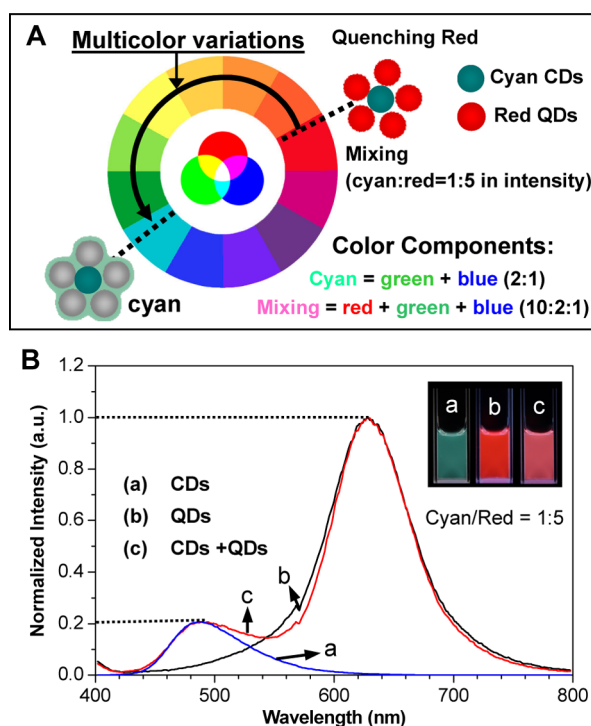 A
Multicolor variations
Quenching Red
Cyan CDs
Red QDs
Mixing
(cyan:red=1:5 in intensity)
cyan
Color Components:
Cyan = green + blue (2:1)
Mixing = red + green + blue (10:2:1)
B
1.2
1.0
0.8
0.6
0.4
0.2
0.0
Normalized Intensity (a.u.)
(a) CDs
(b) QDs
(c) CDs +QDs
a b c
Cyan/Red = 1:5
c
b
a
400 500 600 700 800
Wavelength (nm)